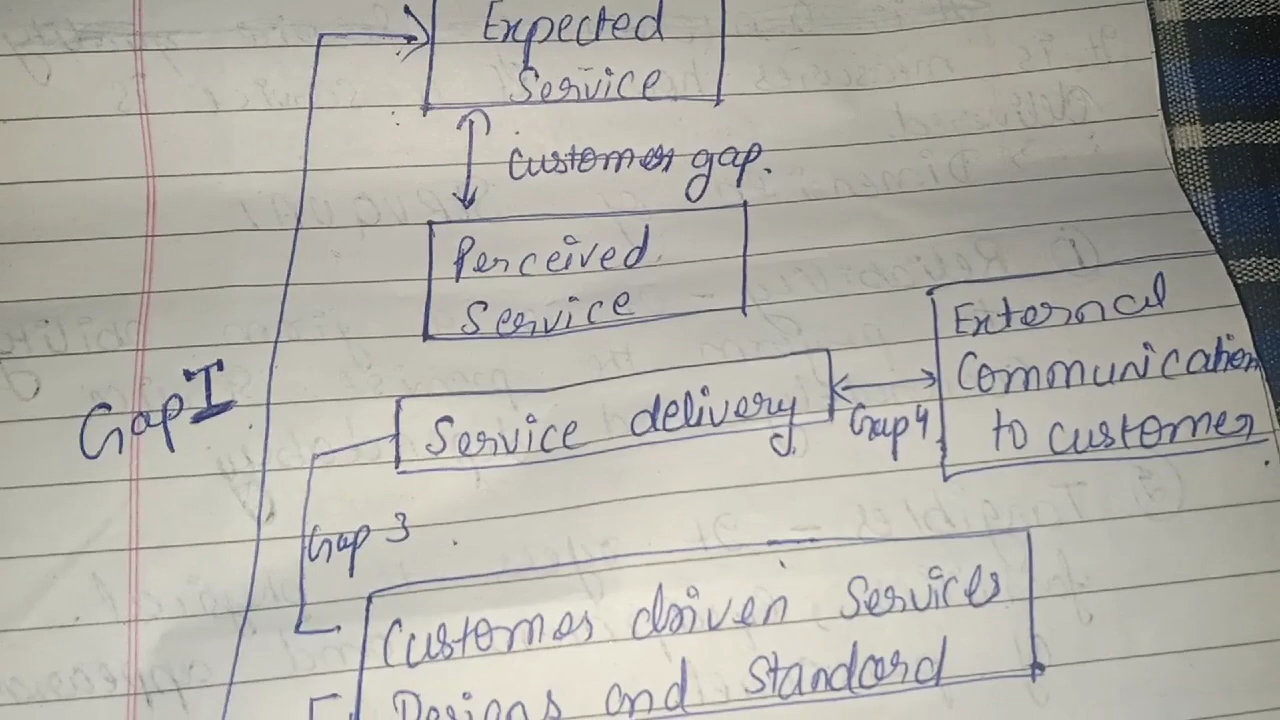 Expected
Service
customer gap.
Perceived
Service
External
Communication
to customer
Gap I
Service delivery
Gap 4
Gap 3
Customer driven Services
Designs and Standard